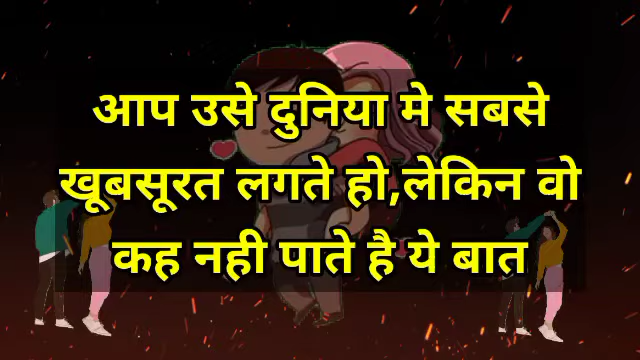 आप उसे दुनिया मे सबसे
खूबसूरत लगते हो,लेकिन वो
कह नही पाते है ये बात